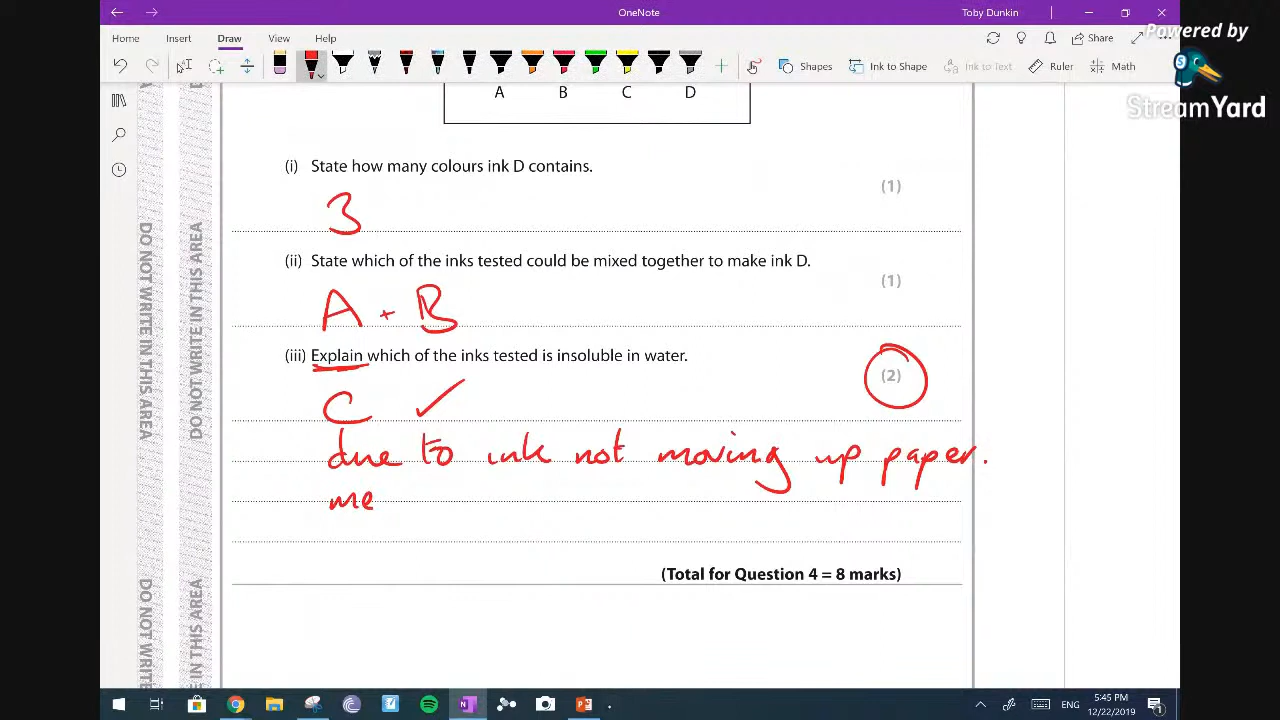 OneNote
Toby Dunkin
Powered by
StreamYard
Home Insert Draw View Help
Share
Shapes Ink to Shape Ink to Text Ruler Math
A B C D
(i) State how many colours ink D contains.
(1)
3
(ii) State which of the inks tested could be mixed together to make ink D.
(1)
A + B
(iii) Explain which of the inks tested is insoluble in water.
(2)
C ✓
due to ink not moving up paper.
me
(Total for Question 4 = 8 marks)
DO NOT WRITE IN THIS AREA
DO NOT WRITE IN THIS AREA
DO NOT WRITE
IN THIS AREA
ENG
5:45 PM
12/22/2019